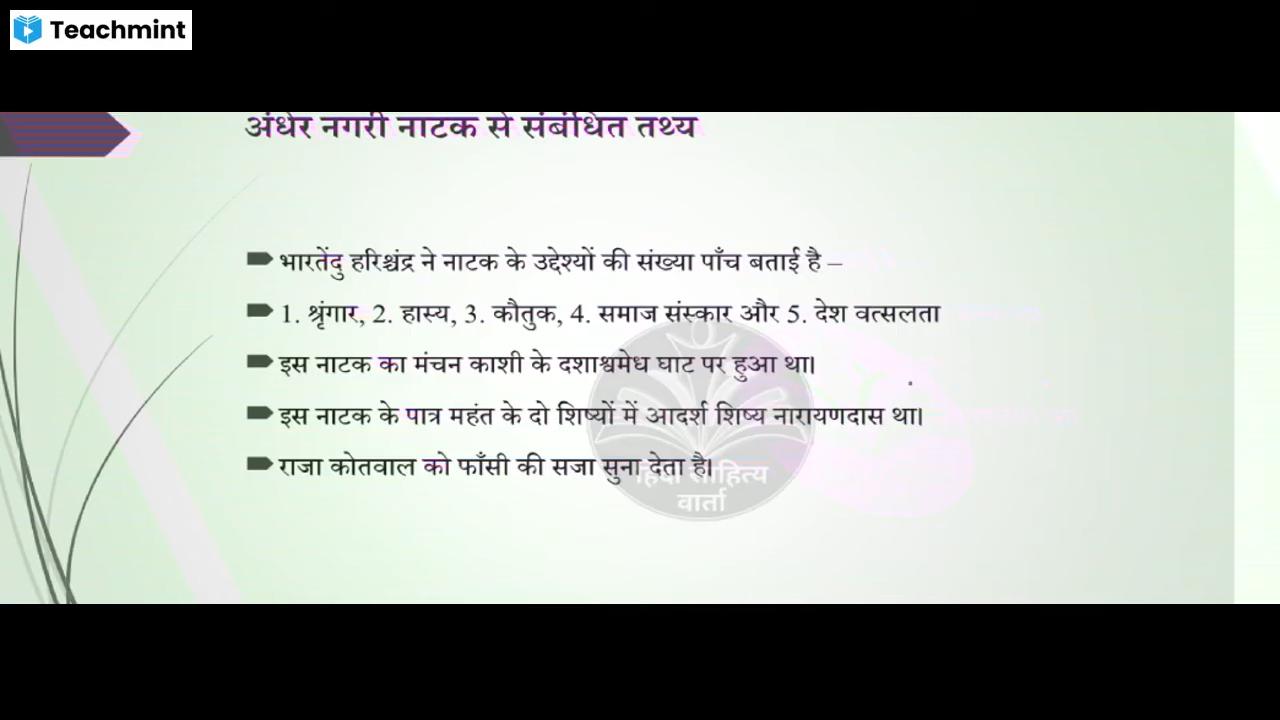 Teachmint
अंधेर नगरी नाटक से संबंधित तथ्य
भारतेंदु हरिश्चंद्र ने नाटक के उद्देश्यों की संख्या पाँच बताई है –
1. श्रृंगार, 2. हास्य, 3. कौतुक, 4. समाज संस्कार और 5. देश वत्सलता
इस नाटक का मंचन काशी के दशाश्वमेध घाट पर हुआ था।
इस नाटक के पात्र महंत के दो शिष्यों में आदर्श शिष्य नारायणदास था।
राजा कोतवाल को फाँसी की सजा सुना देता है।
हिंदी साहित्य
वार्ता